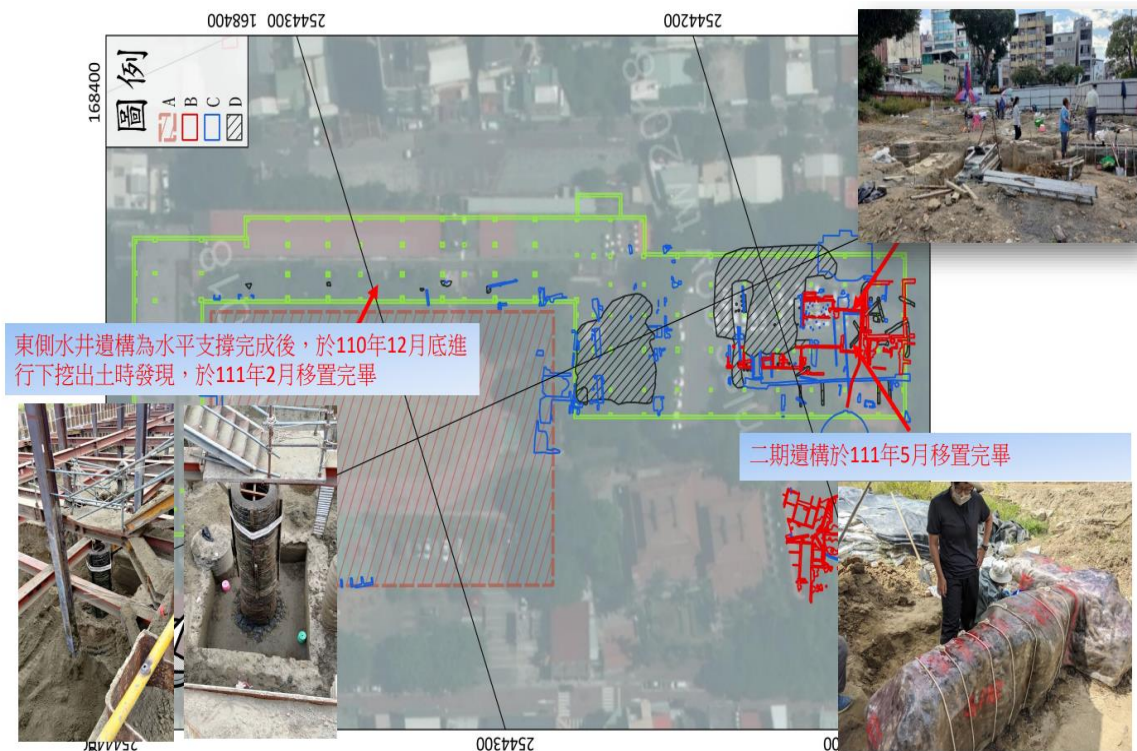 168400
2544300
2544200
168400
圖例
A
B
C
D
東側水井遺構為水平支撐完成後，於110年12月底進
行下挖出土時發現，於111年2月移置完畢
二期遺構於111年5月移置完畢
2544300